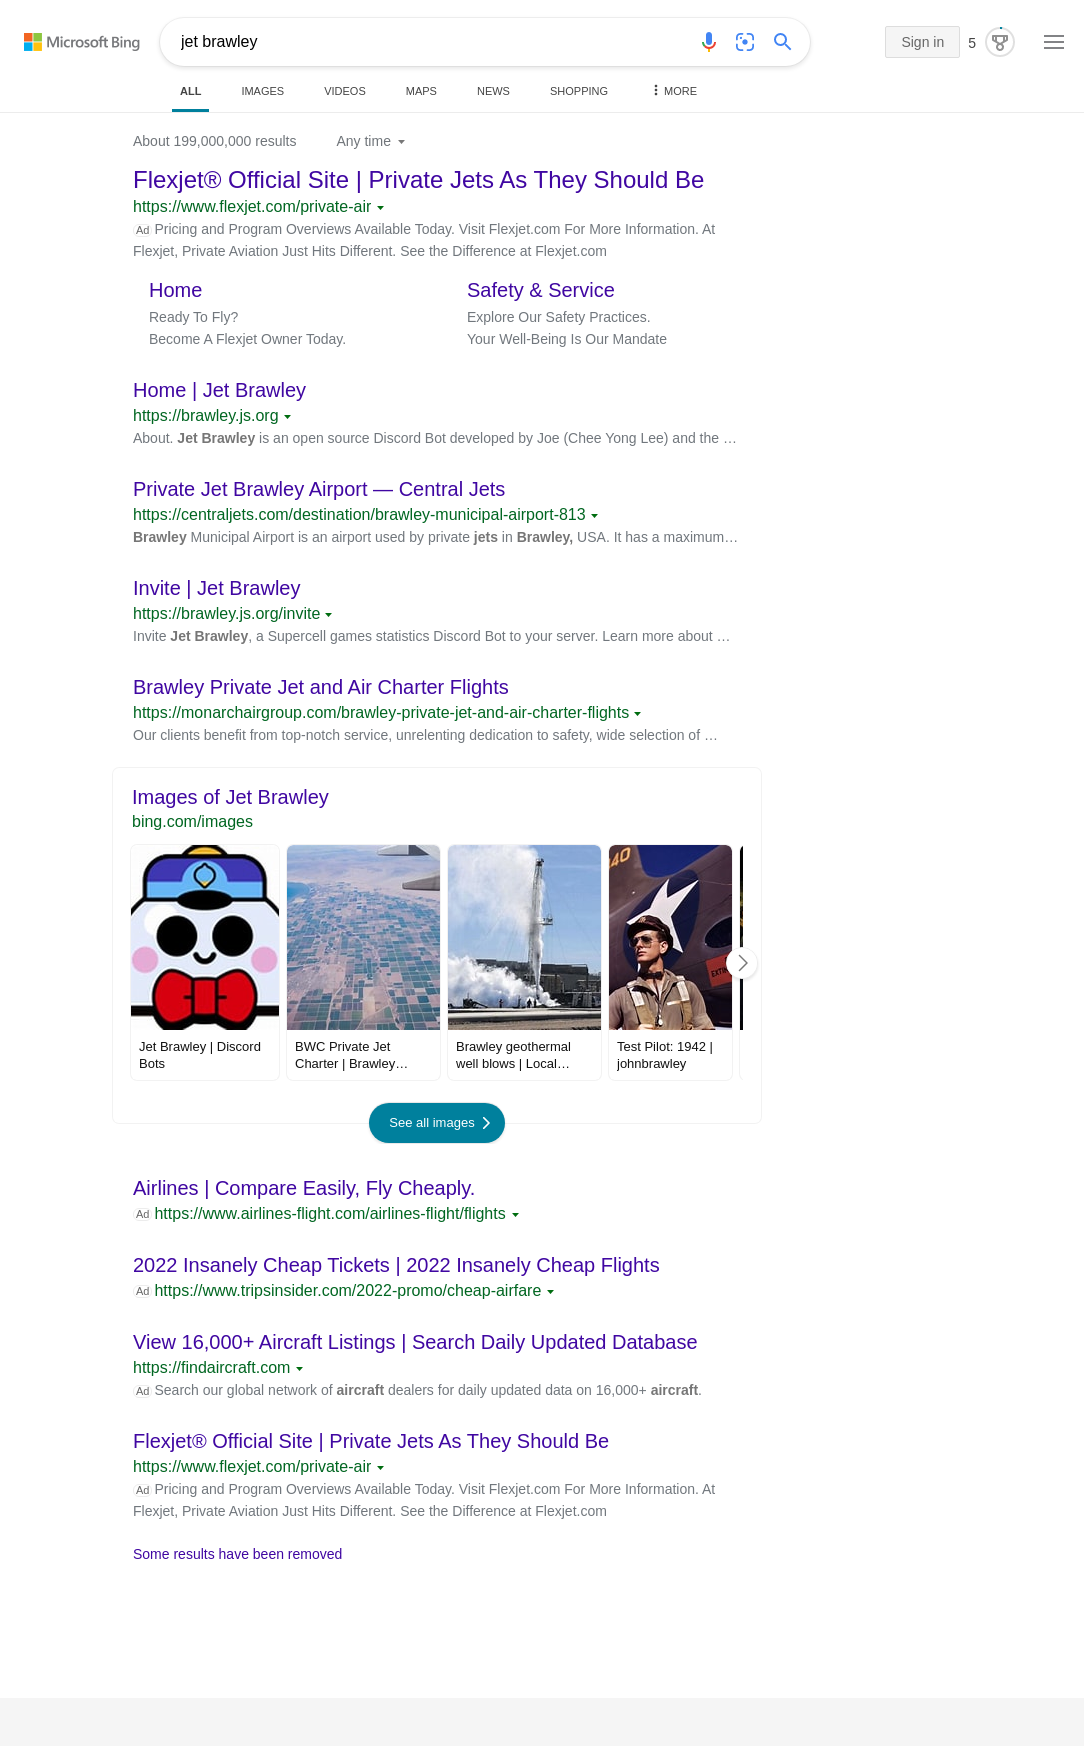 Microsoft Bing
jet brawley
Sign in
5
ALL
IMAGES
VIDEOS
MAPS
NEWS
SHOPPING
MORE
About 199,000,000 results
Any time
Flexjet® Official Site | Private Jets As They Should Be
https://www.flexjet.com/private-air
Ad Pricing and Program Overviews Available Today. Visit Flexjet.com For More Information. At
Flexjet, Private Aviation Just Hits Different. See the Difference at Flexjet.com
Home
Ready To Fly?
Become A Flexjet Owner Today.
Safety & Service
Explore Our Safety Practices.
Your Well-Being Is Our Mandate
Home | Jet Brawley
https://brawley.js.org
About. Jet Brawley is an open source Discord Bot developed by Joe (Chee Yong Lee) and the …
Private Jet Brawley Airport — Central Jets
https://centraljets.com/destination/brawley-municipal-airport-813
Brawley Municipal Airport is an airport used by private jets in Brawley, USA. It has a maximum…
Invite | Jet Brawley
https://brawley.js.org/invite
Invite Jet Brawley, a Supercell games statistics Discord Bot to your server. Learn more about …
Brawley Private Jet and Air Charter Flights
https://monarchairgroup.com/brawley-private-jet-and-air-charter-flights
Our clients benefit from top-notch service, unrelenting dedication to safety, wide selection of …
Images of Jet Brawley
bing.com/images
40
Jet Brawley | Discord
Bots
BWC Private Jet
Charter | Brawley…
Brawley geothermal
well blows | Local…
Test Pilot: 1942 |
johnbrawley
See all images
Airlines | Compare Easily, Fly Cheaply.
Ad https://www.airlines-flight.com/airlines-flight/flights
2022 Insanely Cheap Tickets | 2022 Insanely Cheap Flights
Ad https://www.tripsinsider.com/2022-promo/cheap-airfare
View 16,000+ Aircraft Listings | Search Daily Updated Database
https://findaircraft.com
Ad Search our global network of aircraft dealers for daily updated data on 16,000+ aircraft.
Flexjet® Official Site | Private Jets As They Should Be
https://www.flexjet.com/private-air
Ad Pricing and Program Overviews Available Today. Visit Flexjet.com For More Information. At
Flexjet, Private Aviation Just Hits Different. See the Difference at Flexjet.com
Some results have been removed